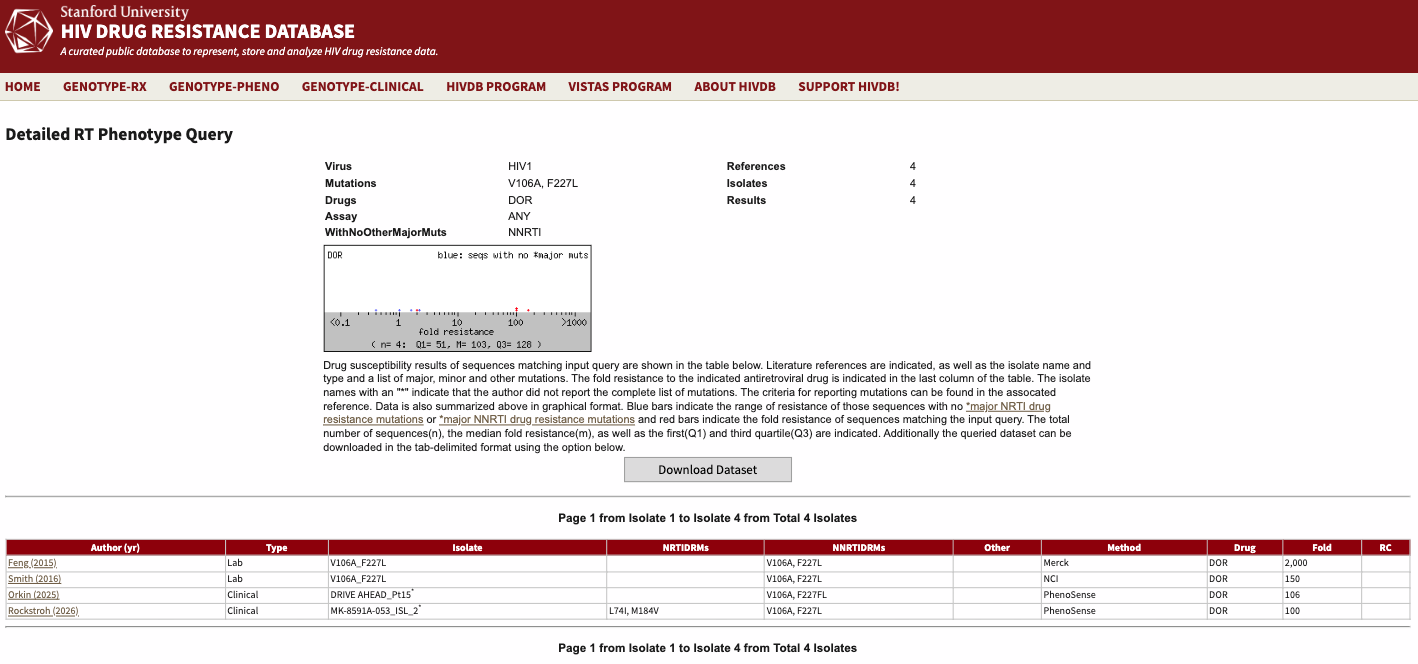 Stanford University
HIV DRUG RESISTANCE DATABASE
A curated public database to represent, store and analyze HIV drug resistance data.
HOME GENOTYPE-RX GENOTYPE-PHENO GENOTYPE-CLINICAL HIVDB PROGRAM VISTAS PROGRAM ABOUT HIVDB SUPPORT HIVDB!
Detailed RT Phenotype Query
Virus HIV1 References 4
Mutations V106A, F227L Isolates 4
Drugs DOR Results 4
Assay ANY
WithNoOtherMajorMuts NNRTI
DOR blue: seqs with no *major muts
<0.1 1 10 100 >1000
fold resistance
( n= 4: Q1= 51, M= 103, Q3= 128 )
Drug susceptibility results of sequences matching input query are shown in the table below. Literature references are indicated, as well as the isolate name and
type and a list of major, minor and other mutations. The fold resistance to the indicated antiretroviral drug is indicated in the last column of the table. The isolate
names with an "*" indicate that the author did not report the complete list of mutations. The criteria for reporting mutations can be found in the assocated
reference. Data is also summarized above in graphical format. Blue bars indicate the range of resistance of those sequences with no *major NRTI drug
resistance mutations or *major NNRTI drug resistance mutations and red bars indicate the fold resistance of sequences matching the input query. The total
number of sequences(n), the median fold resistance(m), as well as the first(Q1) and third quartile(Q3) are indicated. Additionally the queried dataset can be
downloaded in the tab-delimited format using the option below.
Download Dataset
Page 1 from Isolate 1 to Isolate 4 from Total 4 Isolates
Author (yr) Type Isolate NRTIDRMs NNRTIDRMs Other Method Drug Fold RC
Feng (2015) Lab V106A_F227L V106A, F227L Merck DOR 2,000
Smith (2016) Lab V106A_F227L V106A, F227L NCI DOR 150
Orkin (2025) Clinical DRIVE AHEAD_Pt15* V106A, F227FL PhenoSense DOR 106
Rockstroh (2026) Clinical MK-8591A-053_ISL_2* L74I, M184V V106A, F227L PhenoSense DOR 100
Page 1 from Isolate 1 to Isolate 4 from Total 4 Isolates